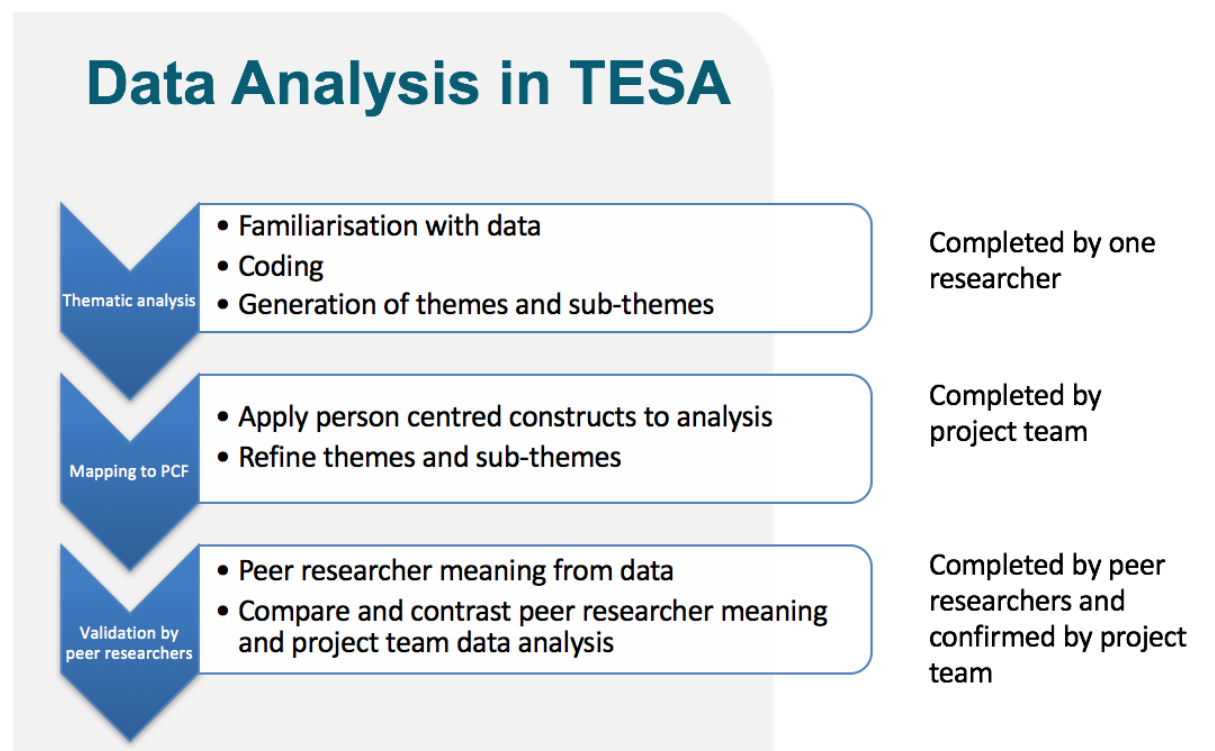 Data Analysis in TESA
Thematic analysis
• Familiarisation with data
• Coding
• Generation of themes and sub-themes
Completed by one
researcher
Mapping to PCF
• Apply person centred constructs to analysis
• Refine themes and sub-themes
Completed by
project team
Validation by
peer researchers
• Peer researcher meaning from data
• Compare and contrast peer researcher meaning
and project team data analysis
Completed by peer
researchers and
confirmed by project
team